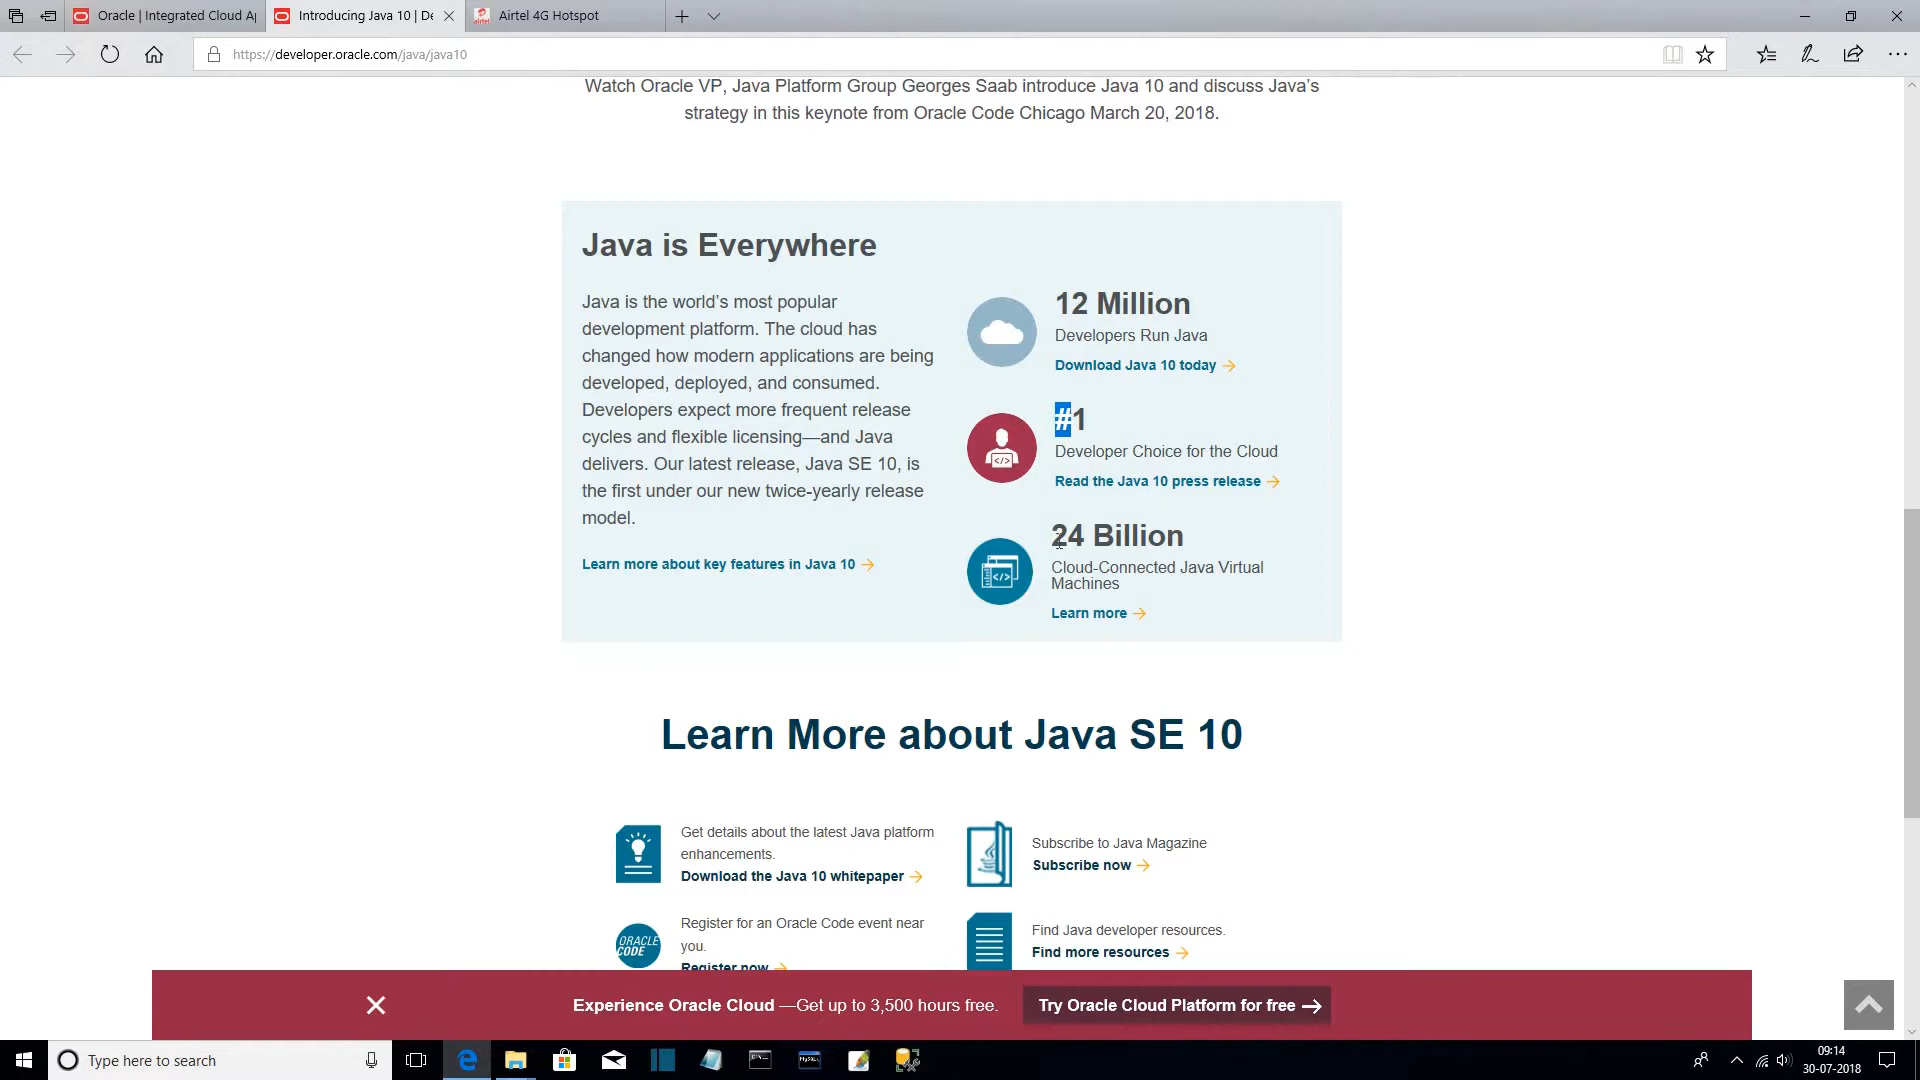 Oracle | Integrated Cloud Ap
Introducing Java 10 | De
Airtel 4G Hotspot
https://developer.oracle.com/java/java10
Watch Oracle VP, Java Platform Group Georges Saab introduce Java 10 and discuss Java’s
strategy in this keynote from Oracle Code Chicago March 20, 2018.
Java is Everywhere
Java is the world’s most popular
development platform. The cloud has
changed how modern applications are being
developed, deployed, and consumed.
Developers expect more frequent release
cycles and flexible licensing—and Java
delivers. Our latest release, Java SE 10, is
the first under our new twice-yearly release
model.
Learn more about key features in Java 10
12 Million
Developers Run Java
Download Java 10 today
#1
Developer Choice for the Cloud
Read the Java 10 press release
24 Billion
Cloud-Connected Java Virtual
Machines
Learn more
Learn More about Java SE 10
Get details about the latest Java platform
enhancements.
Download the Java 10 whitepaper
Subscribe to Java Magazine
Subscribe now
ORACLE
CODE
Register for an Oracle Code event near
you.
Register now
Find Java developer resources.
Find more resources
Experience Oracle Cloud —Get up to 3,500 hours free.
Try Oracle Cloud Platform for free
Type here to search
09:14
30-07-2018